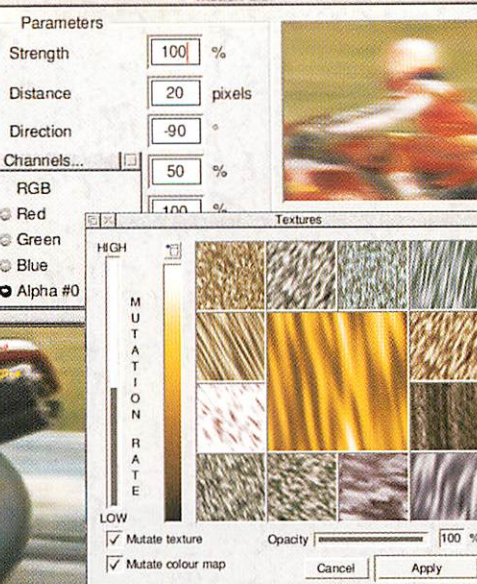 Parameters
Strength 100 %
Distance 20 pixels
Direction -90 °
Channels...
50 %
RGB
100 %
Red
Green
Blue
Alpha #0
Textures
HIGH
MUTATION RATE
LOW
Mutate texture
Mutate colour map
Opacity 100 %
Cancel Apply